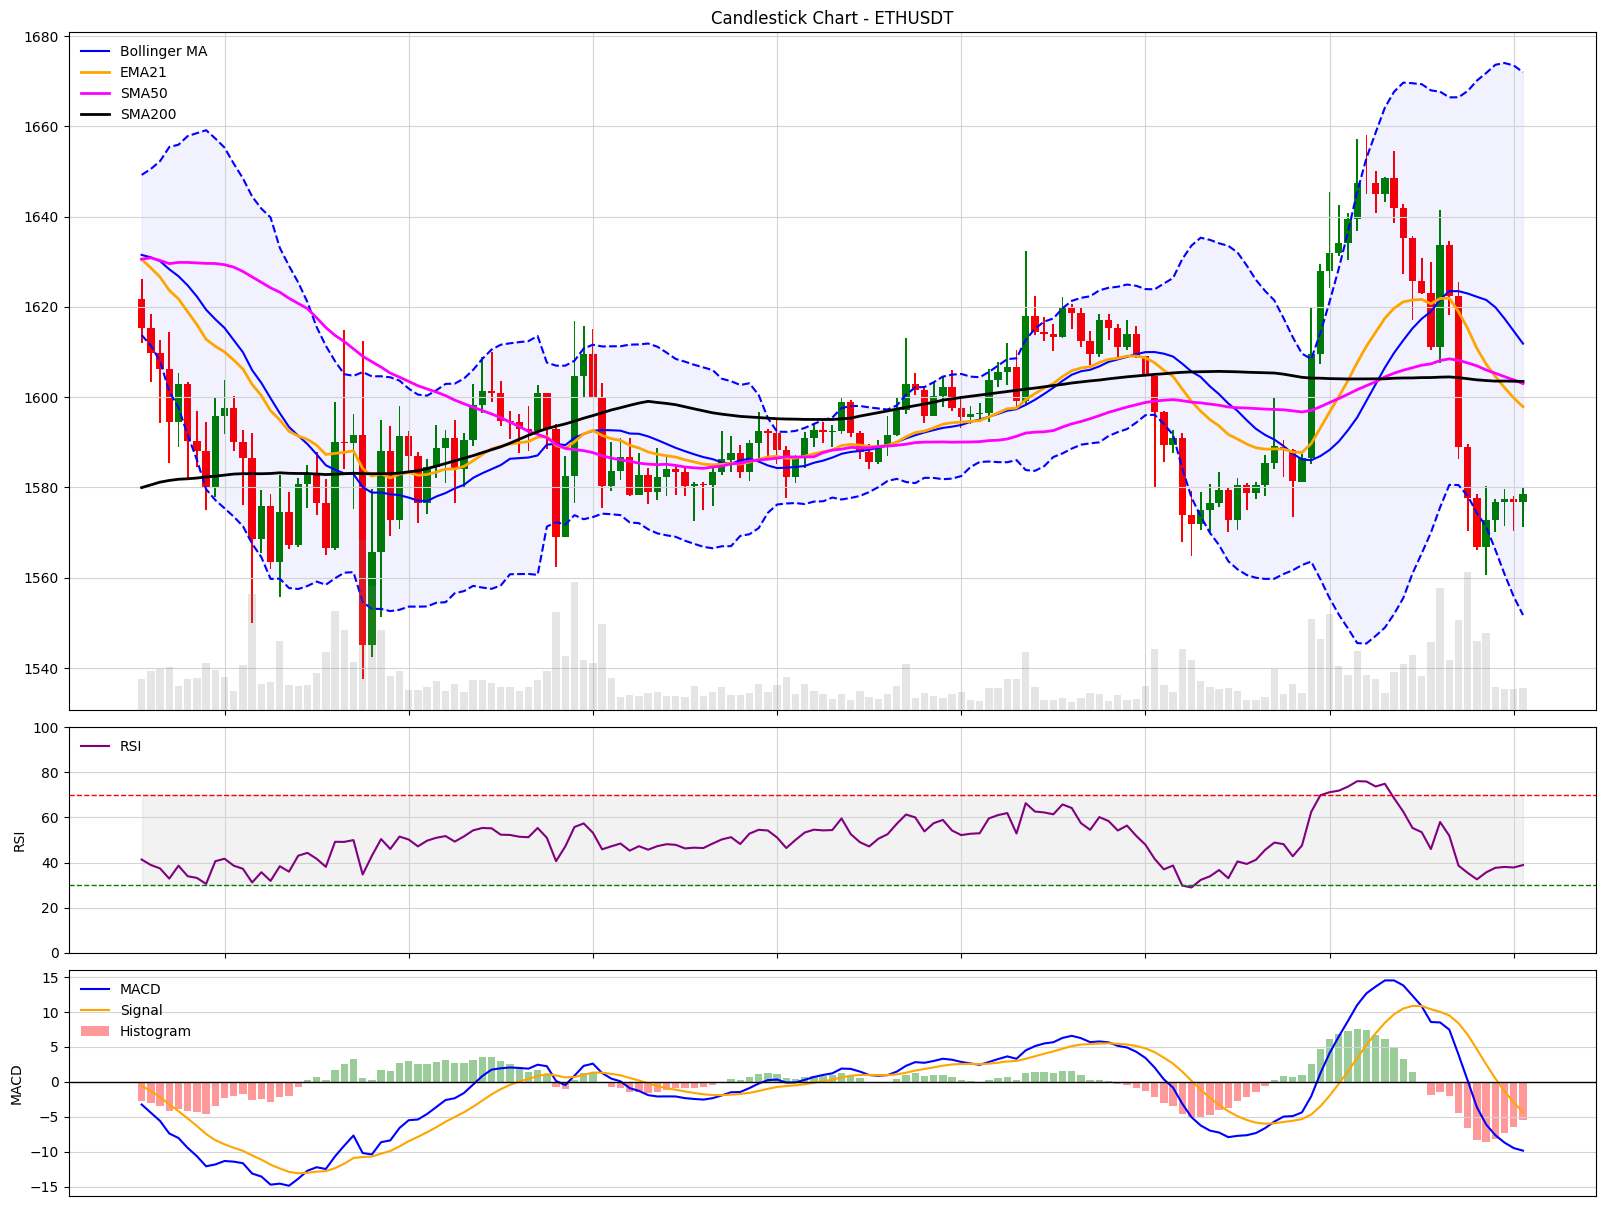 Candlestick Chart - ETHUSDT
1680
1660
1640
1620
1600
1580
1560
1540
Bollinger MA
EMA21
SMA50
SMA200
RSI
100
80
60
40
20
0
RSI
MACD
15
10
5
0
−5
−10
−15
MACD
Signal
Histogram